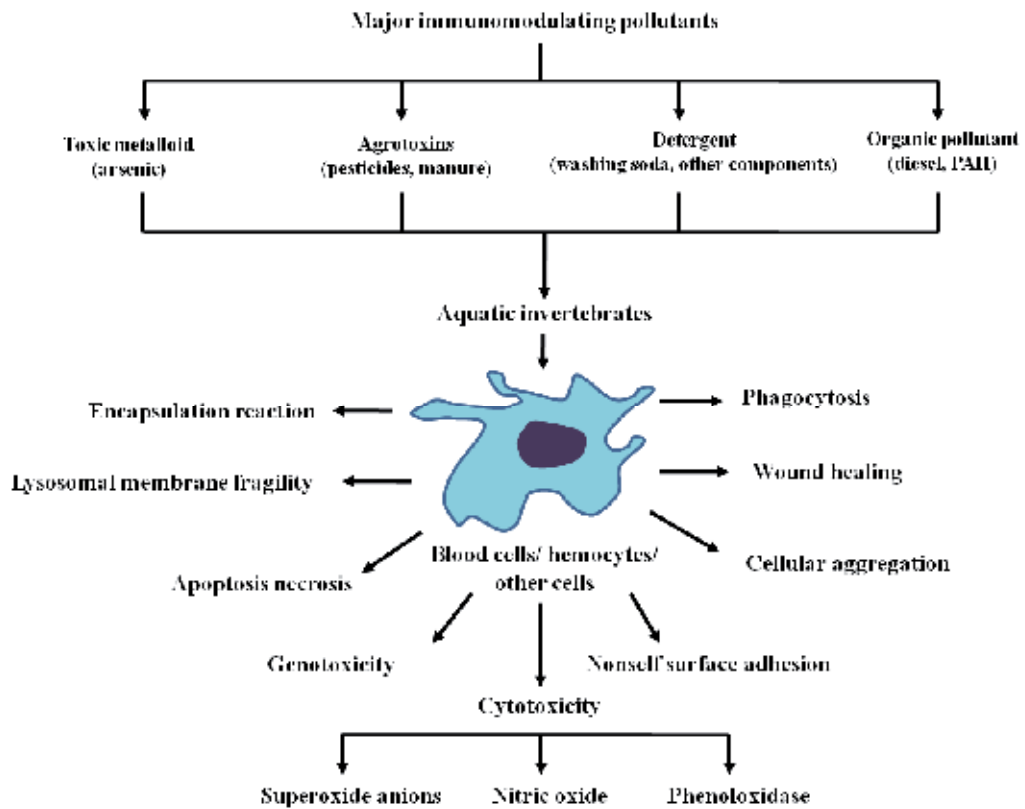 Major immunomodulating pollutants
Toxic metalloid
(arsenic)
Agrotoxins
(pesticides, manure)
Detergent
(washing soda, other components)
Organic pollutant
(diesel, PAH)
Aquatic invertebrates
Encapsulation reaction
Phagocytosis
Lysosomal membrane fragility
Wound healing
Blood cells/ hemocytes/
other cells
Apoptosis necrosis
Cellular aggregation
Genotoxicity
Nonself surface adhesion
Cytotoxicity
Superoxide anions
Nitric oxide
Phenoloxidase